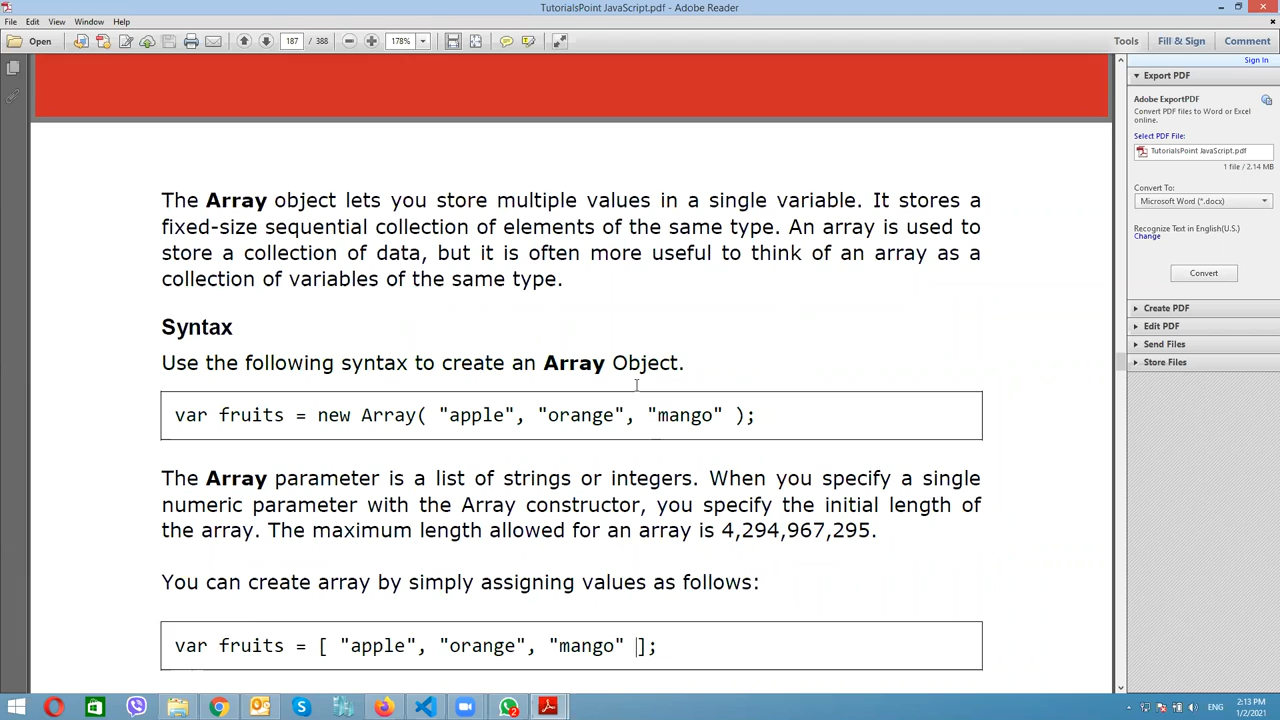 TutorialsPoint JavaScript.pdf - Adobe Reader
File Edit View Window Help
Open 187 / 388 178% Tools Fill & Sign Comment
Sign In
Export PDF
Adobe ExportPDF
Convert PDF files to Word or Excel
online.
Select PDF File:
TutorialsPoint JavaScript.pdf
1 file / 2.14 MB
Convert To:
Microsoft Word (*.docx)
Recognize Text in English(U.S.)
Change
Convert
Create PDF
Edit PDF
Send Files
Store Files
The Array object lets you store multiple values in a single variable. It stores a
fixed-size sequential collection of elements of the same type. An array is used to
store a collection of data, but it is often more useful to think of an array as a
collection of variables of the same type.
Syntax
Use the following syntax to create an Array Object.
var fruits = new Array( "apple", "orange", "mango" );
The Array parameter is a list of strings or integers. When you specify a single
numeric parameter with the Array constructor, you specify the initial length of
the array. The maximum length allowed for an array is 4,294,967,295.
You can create array by simply assigning values as follows:
var fruits = [ "apple", "orange", "mango" ];
2
ENG
2:13 PM
1/2/2021